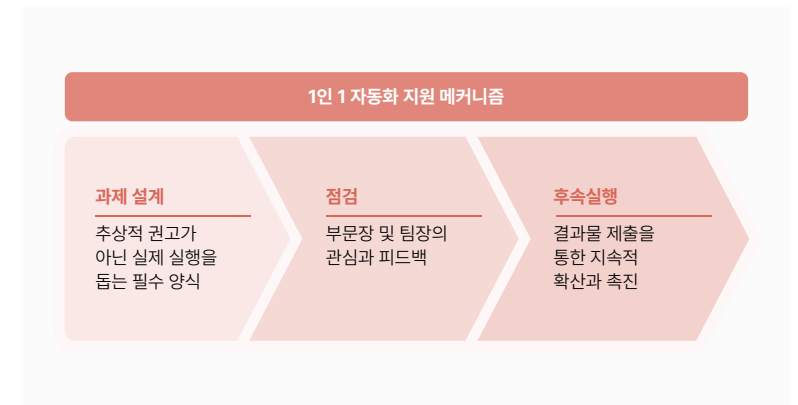 1인 1 자동화 지원 메커니즘
과제 설계
추상적 권고가
아닌 실제 실행을
돕는 필수 양식
점검
부문장 및 팀장의
관심과 피드백
후속실행
결과물 제출을
통한 지속적
확산과 촉진